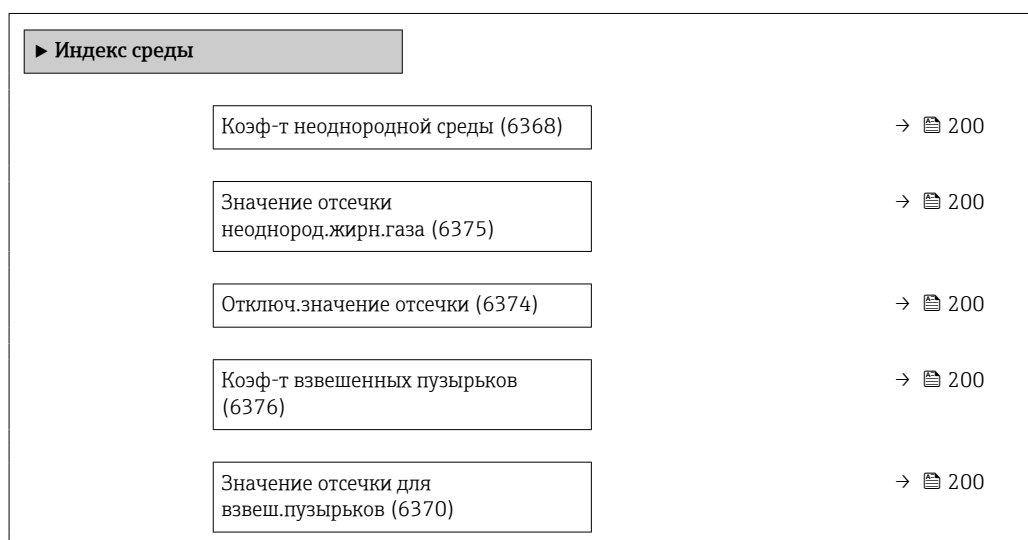 ▶ Индекс среды
Коэф-т неоднородной среды (6368)
→ 200
Значение отсечки
неоднород.жирн.газа (6375)
→ 200
Отключ.значение отсечки (6374)
→ 200
Коэф-т взвешенных пузырьков
(6376)
→ 200
Значение отсечки для
взвеш.пузырьков (6370)
→ 200